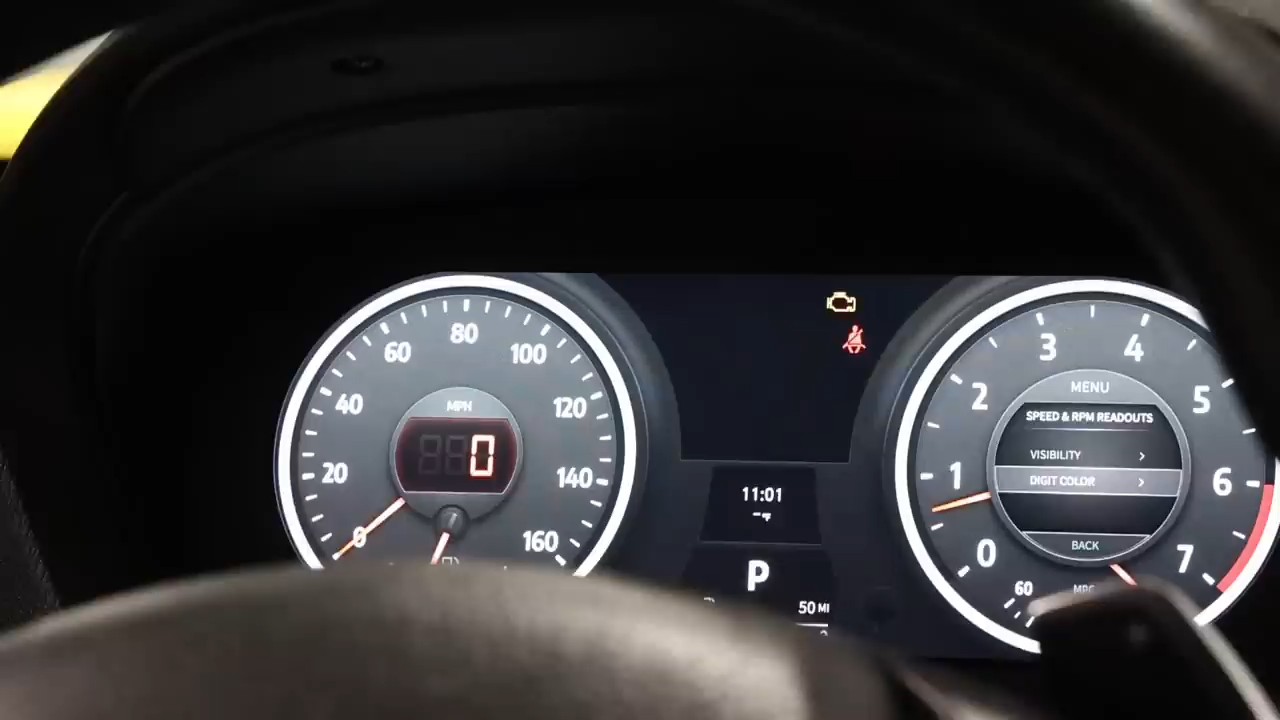 MPH
0
0
20
40
60
80
100
120
140
160
11:01
P
50 MI
MENU
SPEED & RPM READOUTS
VISIBILITY
DIGIT COLOR
BACK
0
1
2
3
4
5
6
7
60